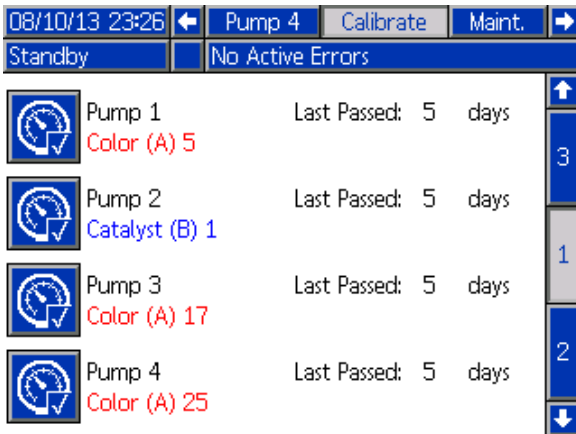 08/10/13 23:26 Pump 4 Calibrate Maint.
Standby No Active Errors
Pump 1 Last Passed: 5 days
Color (A) 5
3
Pump 2 Last Passed: 5 days
Catalyst (B) 1
1
Pump 3 Last Passed: 5 days
Color (A) 17
2
Pump 4 Last Passed: 5 days
Color (A) 25